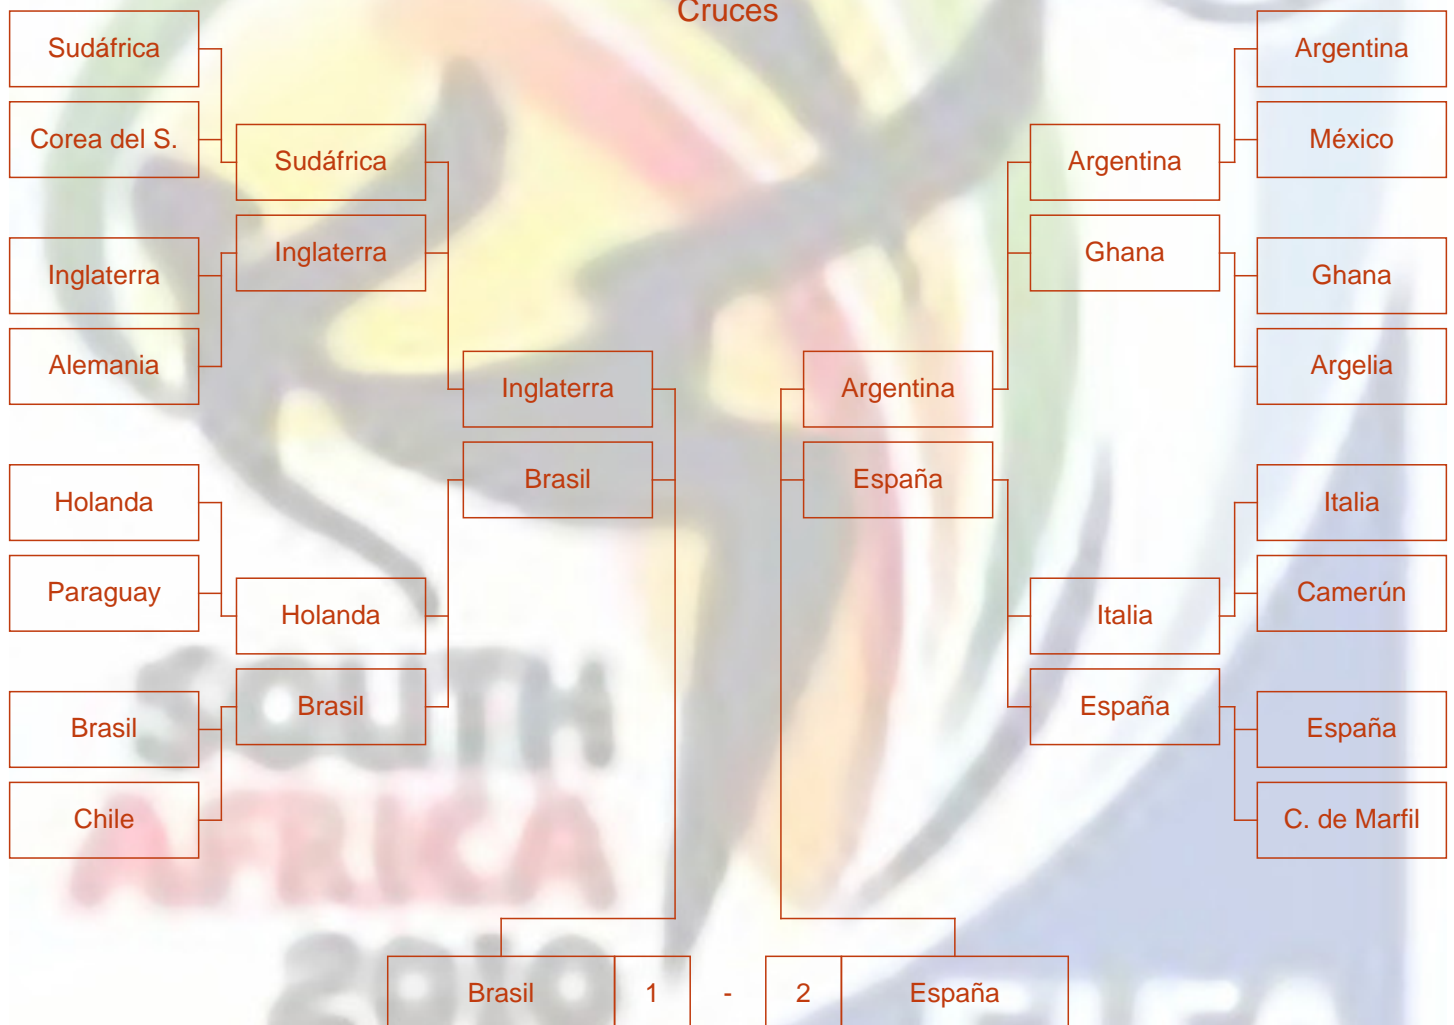 Cruces
Sudáfrica
Corea del S.
Sudáfrica
Inglaterra
Inglaterra
Alemania
Inglaterra
Brasil
Holanda
Paraguay
Holanda
Brasil
Brasil
Chile
Argentina
México
Argentina
Ghana
Ghana
Argelia
Argentina
España
Italia
Camerún
Italia
España
España
C. de Marfil
Brasil 1 - 2 España
SOUTH
AFRICA
2010
FIFA